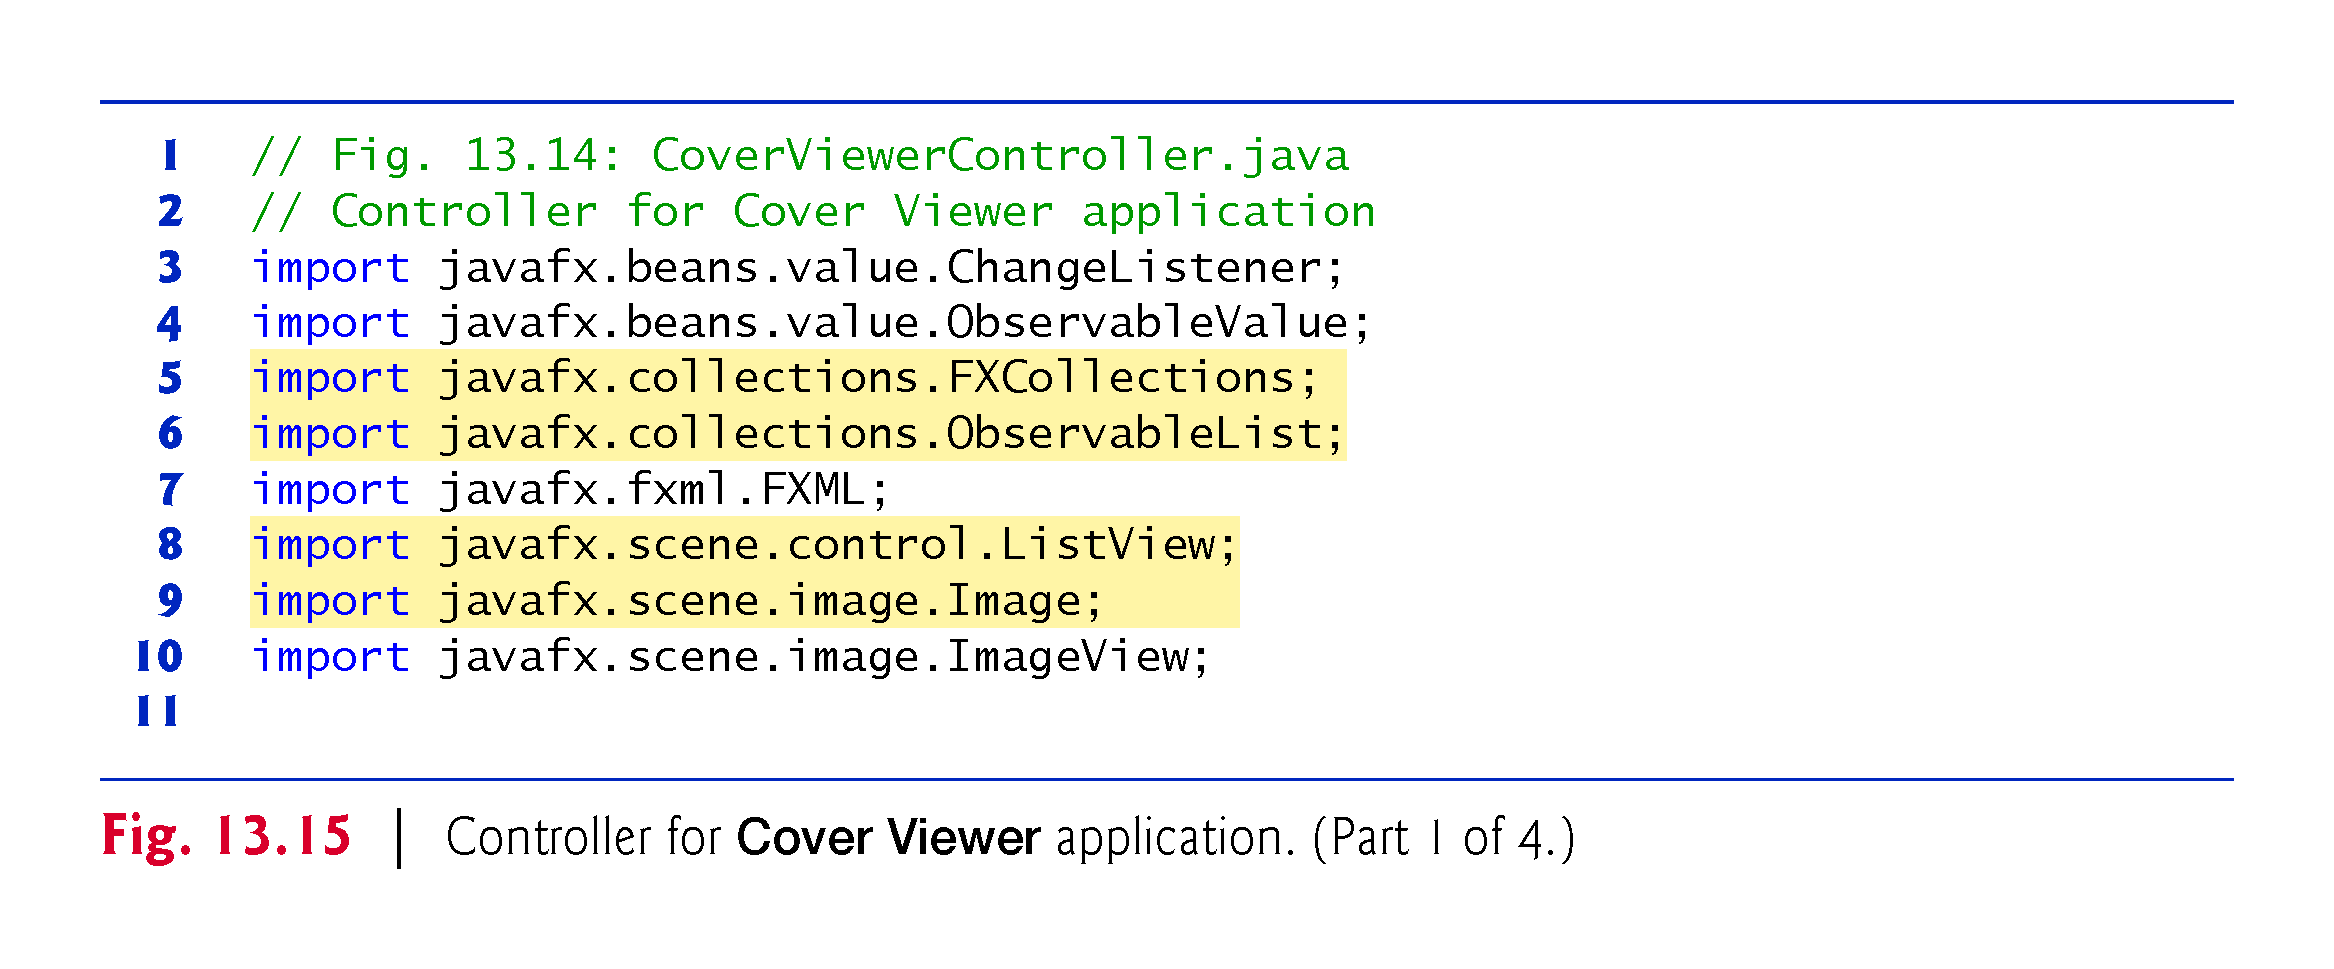 1 // Fig. 13.14: CoverViewerController.java
2 // Controller for Cover Viewer application
3 import javafx.beans.value.ChangeListener;
4 import javafx.beans.value.ObservableValue;
5 import javafx.collections.FXCollections;
6 import javafx.collections.ObservableList;
7 import javafx.fxml.FXML;
8 import javafx.scene.control.ListView;
9 import javafx.scene.image.Image;
10 import javafx.scene.image.ImageView;
11
Fig. 13.15 | Controller for Cover Viewer application. (Part 1 of 4.)